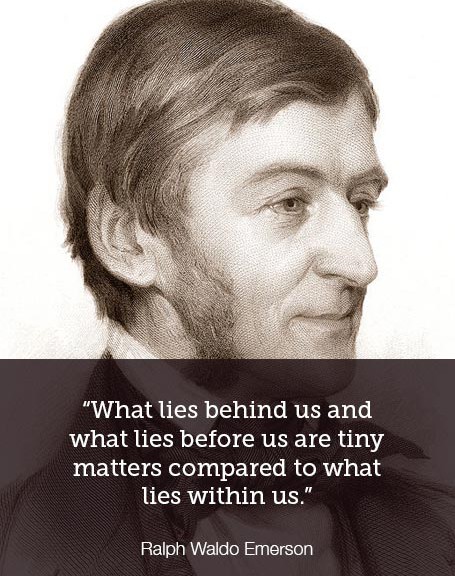 “What lies behind us and
what lies before us are tiny
matters compared to what
lies within us.”
Ralph Waldo Emerson